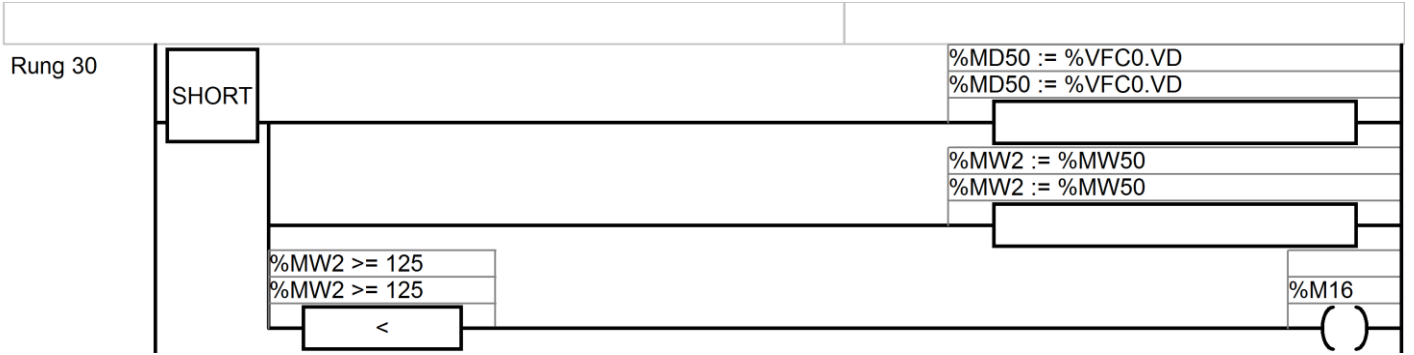 Rung 30
SHORT
%MD50 := %VFC0.VD
%MD50 := %VFC0.VD
%MW2 := %MW50
%MW2 := %MW50
%MW2 >= 125
%MW2 >= 125
%M16
<